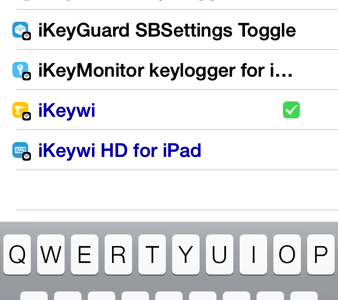 iKeyGuard SBSettings Toggle
iKeyMonitor keylogger for i…
iKeywi
iKeywi HD for iPad
Q W E R T Y U I O P